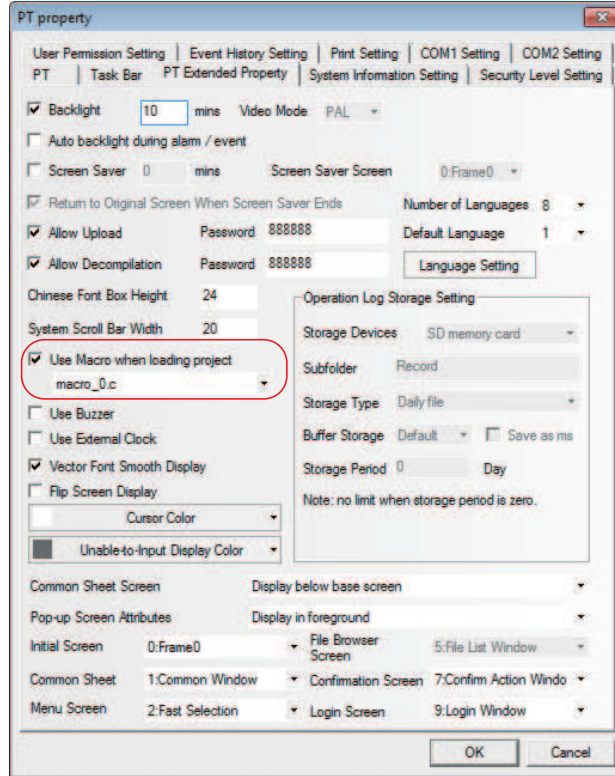 PT property
User Permission Setting Event History Setting Print Setting COM1 Setting COM2 Setting
PT Task Bar PT Extended Property System Information Setting Security Level Setting
Backlight 10 mins Video Mode PAL
Auto backlight during alarm / event
Screen Saver 0 mins Screen Saver Screen 0:Frame0
Return to Original Screen When Screen Saver Ends Number of Languages 8
Allow Upload Password 888888 Default Language 1
Allow Decompilation Password 888888 Language Setting
Chinese Font Box Height 24 Operation Log Storage Setting
System Scroll Bar Width 20 Storage Devices SD memory card
Use Macro when loading project Subfolder Record
macro_0.c
Storage Type Daily file
Use Buzzer
Use External Clock Buffer Storage Default Save as ms
Vector Font Smooth Display Storage Period 0 Day
Flip Screen Display Note: no limit when storage period is zero.
Cursor Color
Unable-to-Input Display Color
Common Sheet Screen Display below base screen
Pop-up Screen Attributes Display in foreground
Initial Screen 0:Frame0 File Browser Screen 5:File List Window
Common Sheet 1:Common Window Confirmation Screen 7:Confirm Action Windo
Menu Screen 2:Fast Selection Login Screen 9:Login Window
OK Cancel